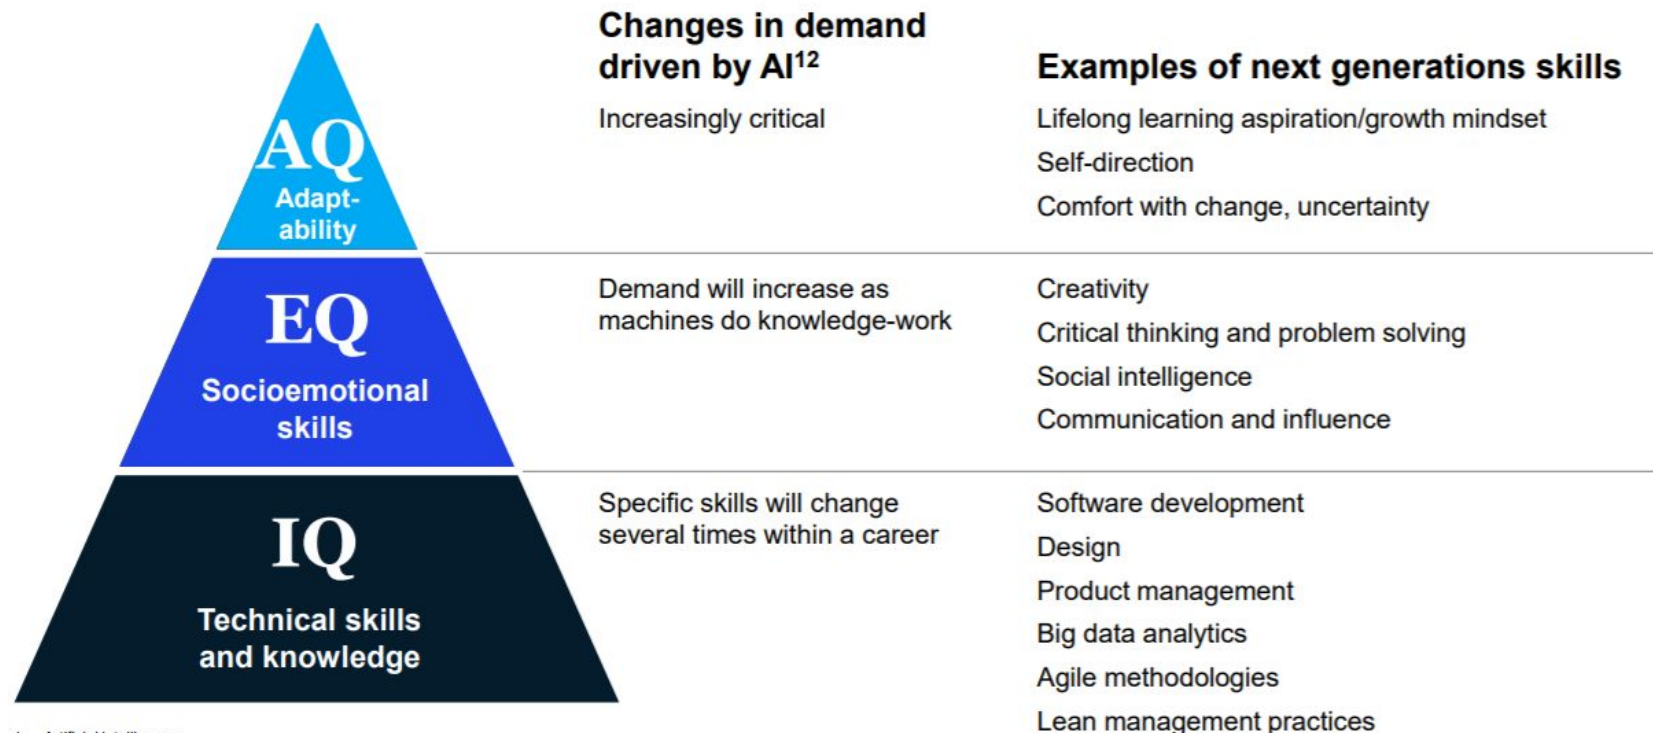 Changes in demand
driven by AI12
Examples of next generations skills
AQ
Adapt-
ability
Increasingly critical
Lifelong learning aspiration/growth mindset
Self-direction
Comfort with change, uncertainty
EQ
Socioemotional
skills
Demand will increase as
machines do knowledge-work
Creativity
Critical thinking and problem solving
Social intelligence
Communication and influence
IQ
Technical skills
and knowledge
Specific skills will change
several times within a career
Software development
Design
Product management
Big data analytics
Agile methodologies
Lean management practices